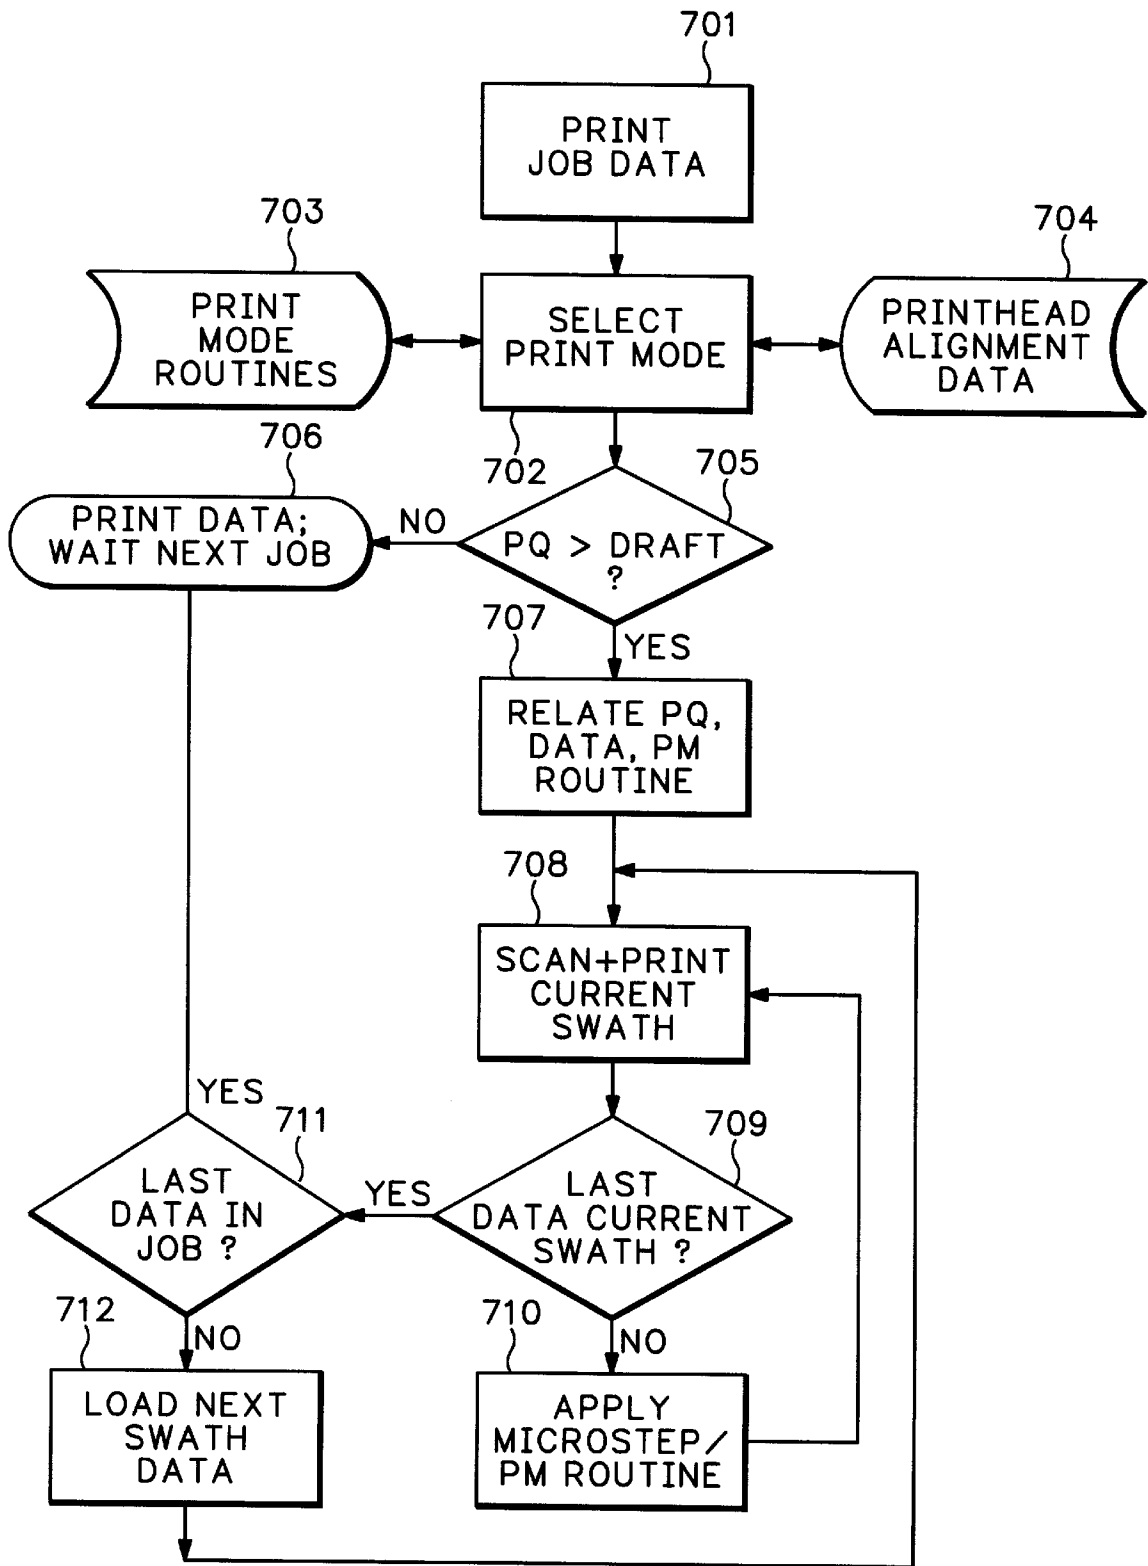 701
PRINT
JOB DATA
703
704
PRINT
MODE
ROUTINES
SELECT
PRINT MODE
PRINTHEAD
ALIGNMENT
DATA
702
706
705
PRINT DATA;
WAIT NEXT JOB
NO
PQ > DRAFT
?
707
YES
RELATE PQ,
DATA, PM
ROUTINE
708
SCAN+PRINT
CURRENT
SWATH
YES
711
709
LAST
DATA IN
JOB ?
YES
LAST
DATA CURRENT
SWATH ?
712
NO
710
NO
LOAD NEXT
SWATH
DATA
APPLY
MICROSTEP/
PM ROUTINE